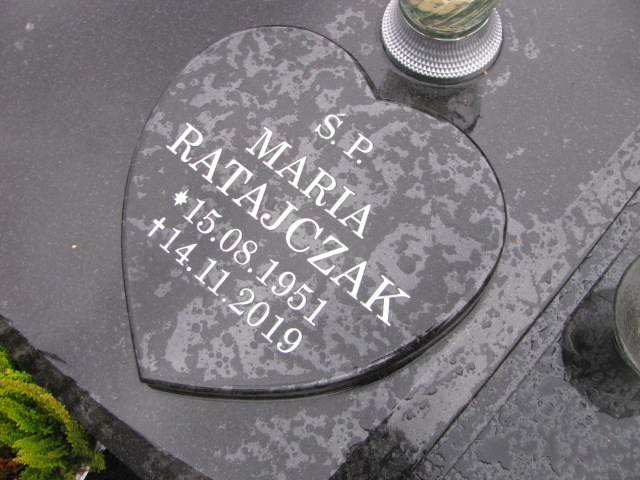 Ś. P.
MARIA
RATAJCZAK
*15.08.1951
†14.11.2019